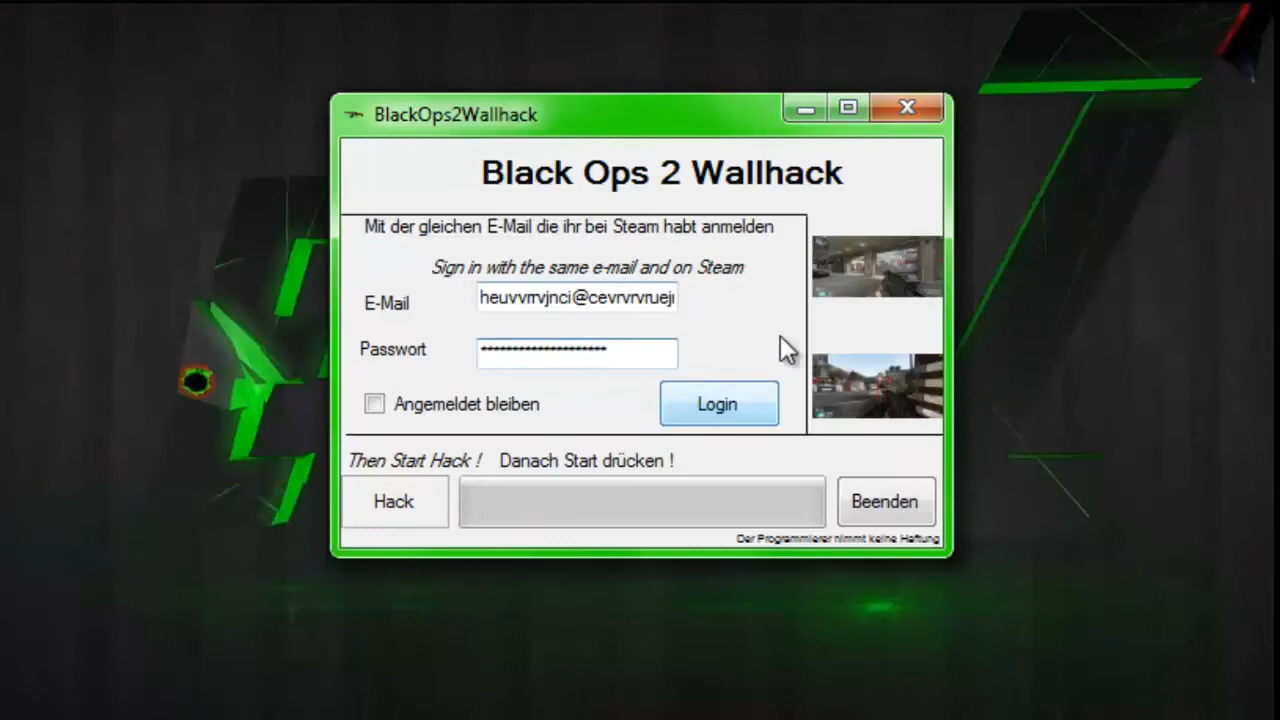 BlackOps2Wallhack
Black Ops 2 Wallhack
Mit der gleichen E-Mail die ihr bei Steam habt anmelden
Sign in with the same e-mail and on Steam
E-Mail
heuvvrrvjnci@cevrvrvrueji
Passwort
********************
Angemeldet bleiben
Login
Then Start Hack ! Danach Start drücken !
Hack
Beenden
Der Programmierer nimmt keine Haftung